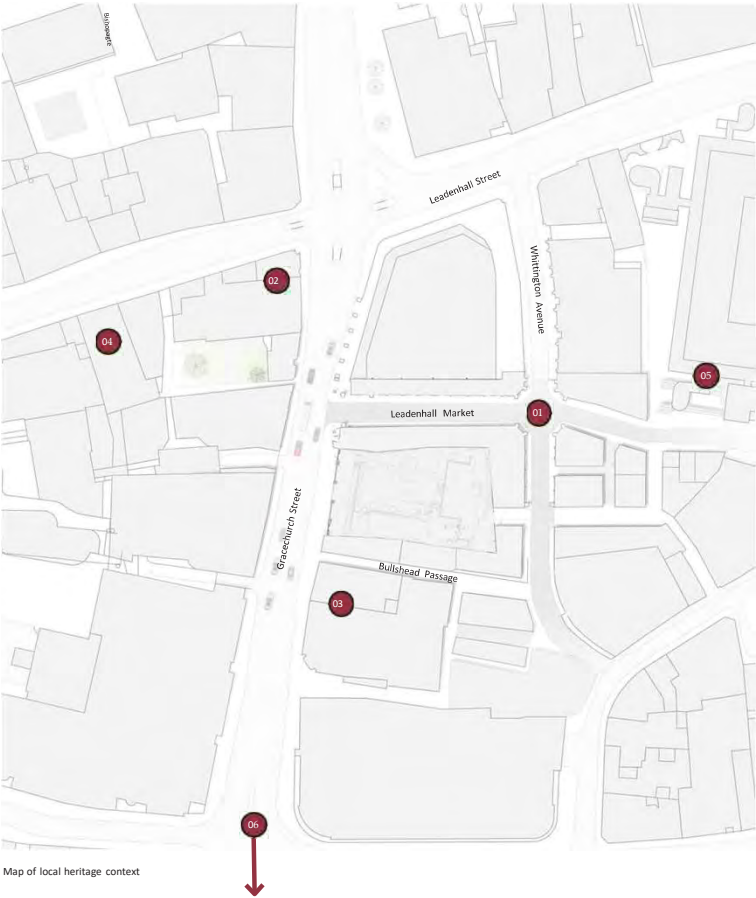 Bishopsgate
Leadenhall Street
02
Whittington Avenue
04
05
Leadenhall Market
01
Gracechurch Street
Bullshead Passage
03
06
Map of local heritage context